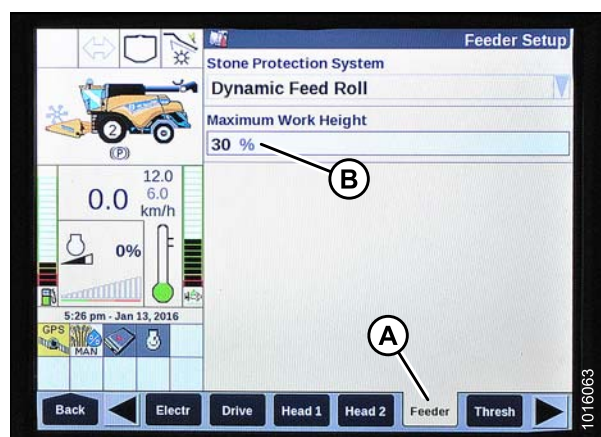 Feeder Setup
Stone Protection System
Dynamic Feed Roll
Maximum Work Height
30 %
B
2
(P)
12.0
0.0 6.0
km/h
0%
F
5:26 pm - Jan 13, 2016
GPS
MAN
A
Back Electr Drive Head 1 Head 2 Feeder Thresh
1016063